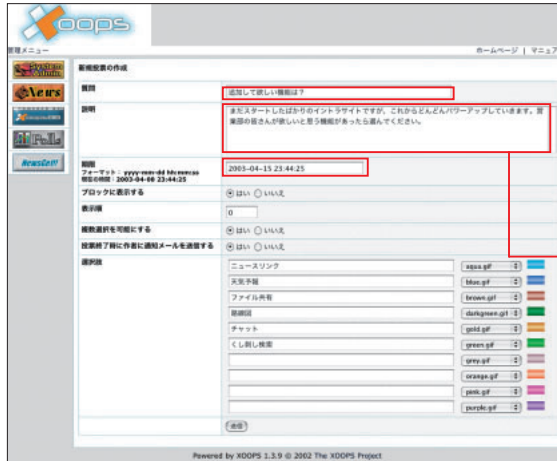 XOOPS
管理メニュー
ホームページ | マニュア
System Admin
News
新規投票の作成
質問
追加して欲しい機能は？
説明
まだスタートしたばかりのイントラサイトですが、これからどんどんパワーアップしていきます。営
業部の皆さんが欲しいと思う機能があったら選んでください。
期限
フォーマット： yyyy-mm-dd hh:mm:ss
現在の時間：2003-04-08 23:44:25
2003-04-15 23:44:25
ブロックに表示する
はい いいえ
表示順
0
複数選択を可能にする
はい いいえ
投票終了時に作者に通知メールを送信する
はい いいえ
選択肢
ニュースリンク
aqua.gif
天気予報
blue.gif
ファイル共有
brown.gif
路線図
darkgreen.gif
チャット
gold.gif
くし刺し検索
green.gif
grey.gif
orange.gif
pink.gif
purple.gif
送信
Powered by XOOPS 1.3.9 © 2002 The XOOPS Project